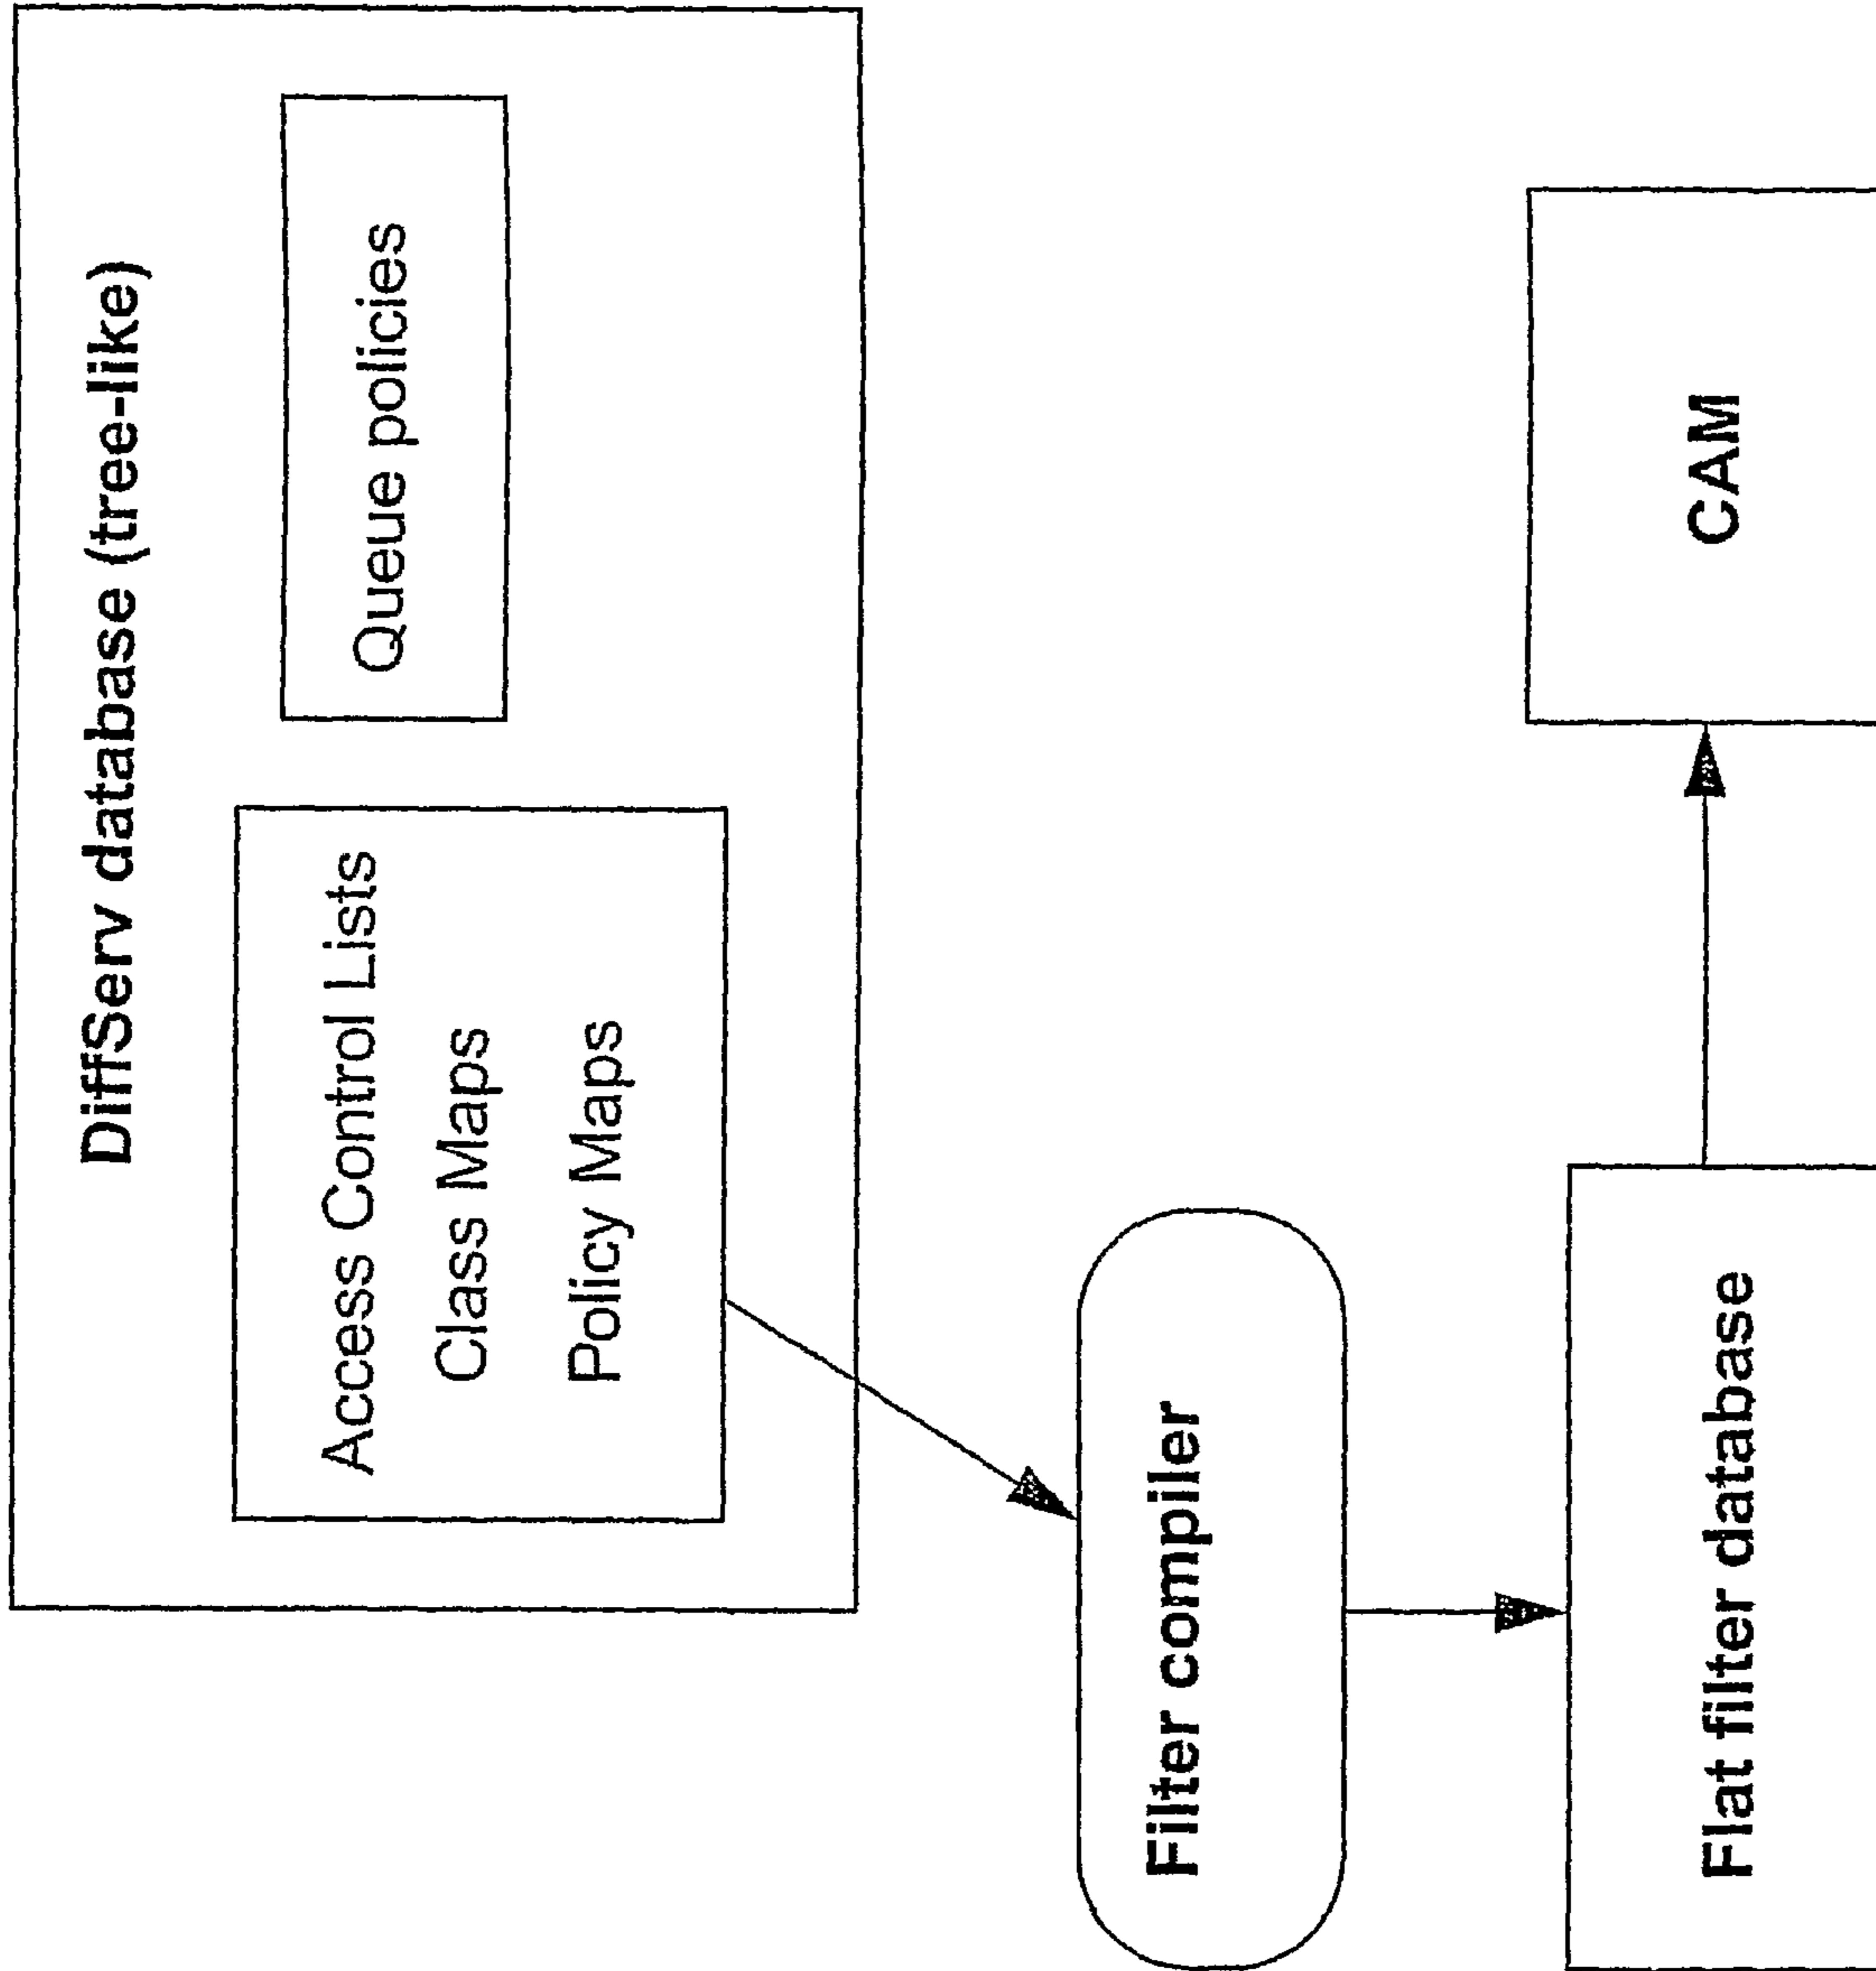 DiffServ database (tree-like)
Access Control Lists
Class Maps
Policy Maps
Queue policies
Filter compiler
Flat filter database
CAM